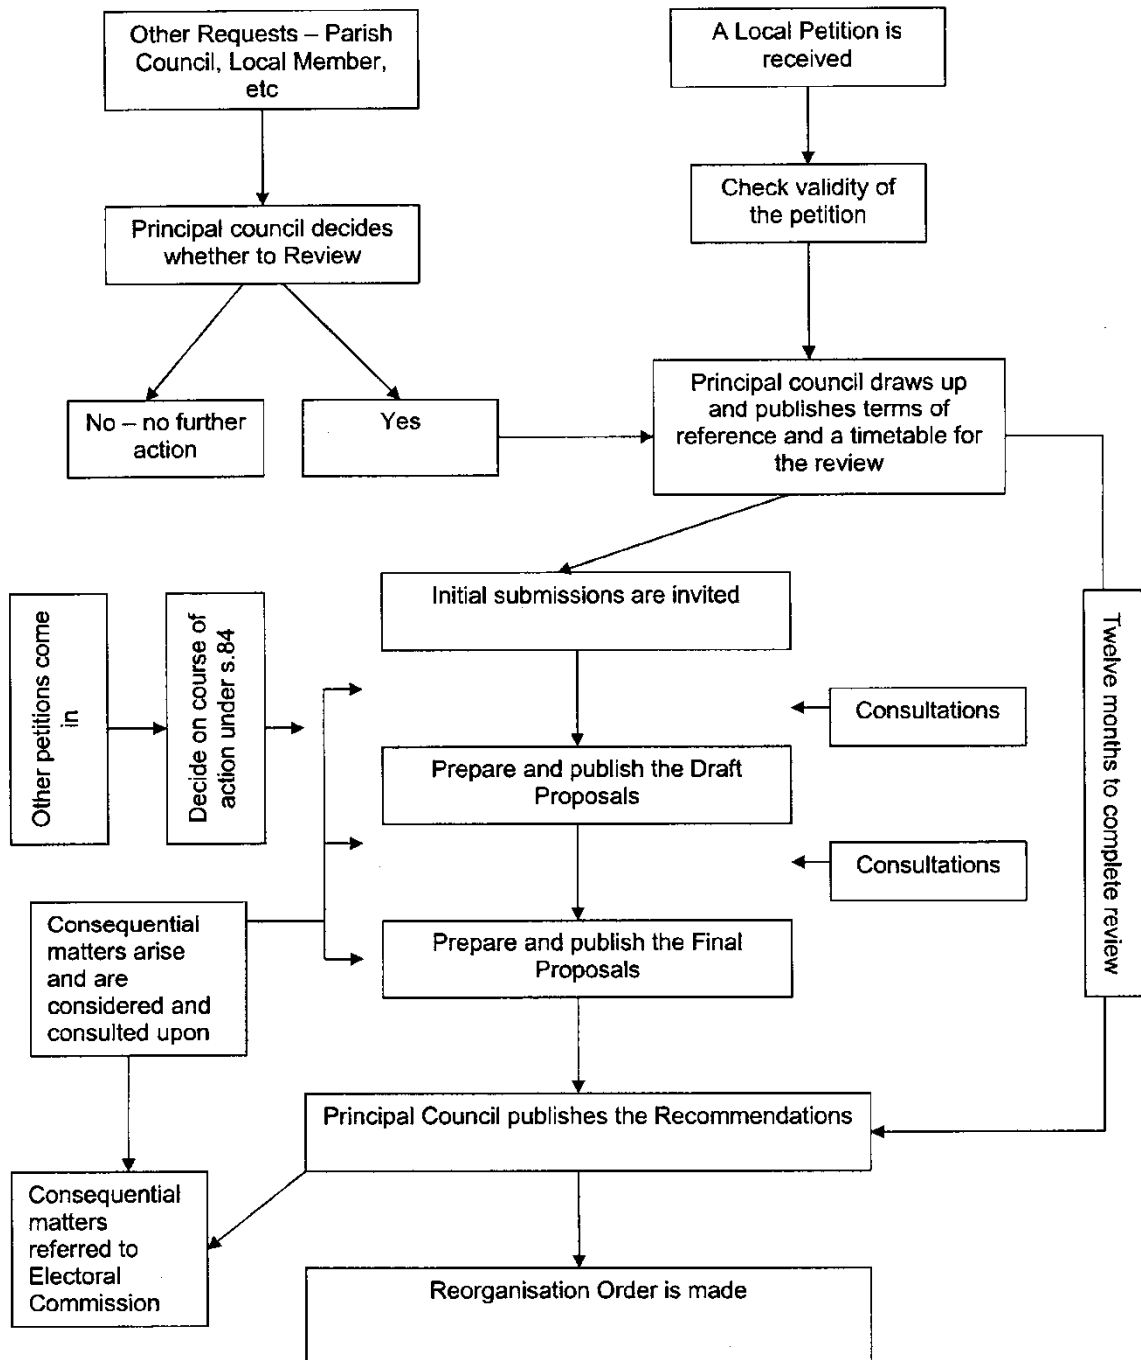 Other Requests – Parish
Council, Local Member,
etc
A Local Petition is
received
Check validity of
the petition
Principal council decides
whether to Review
No – no further
action
Yes
Principal council draws up
and publishes terms of
reference and a timetable for
the review
Initial submissions are invited
Other petitions come
in
Decide on course of
action under s.84
Consultations
Prepare and publish the Draft
Proposals
Twelve months to complete review
Consultations
Consequential
matters arise
and are
considered and
consulted upon
Prepare and publish the Final
Proposals
Principal Council publishes the Recommendations
Consequential
matters
referred to
Electoral
Commission
Reorganisation Order is made